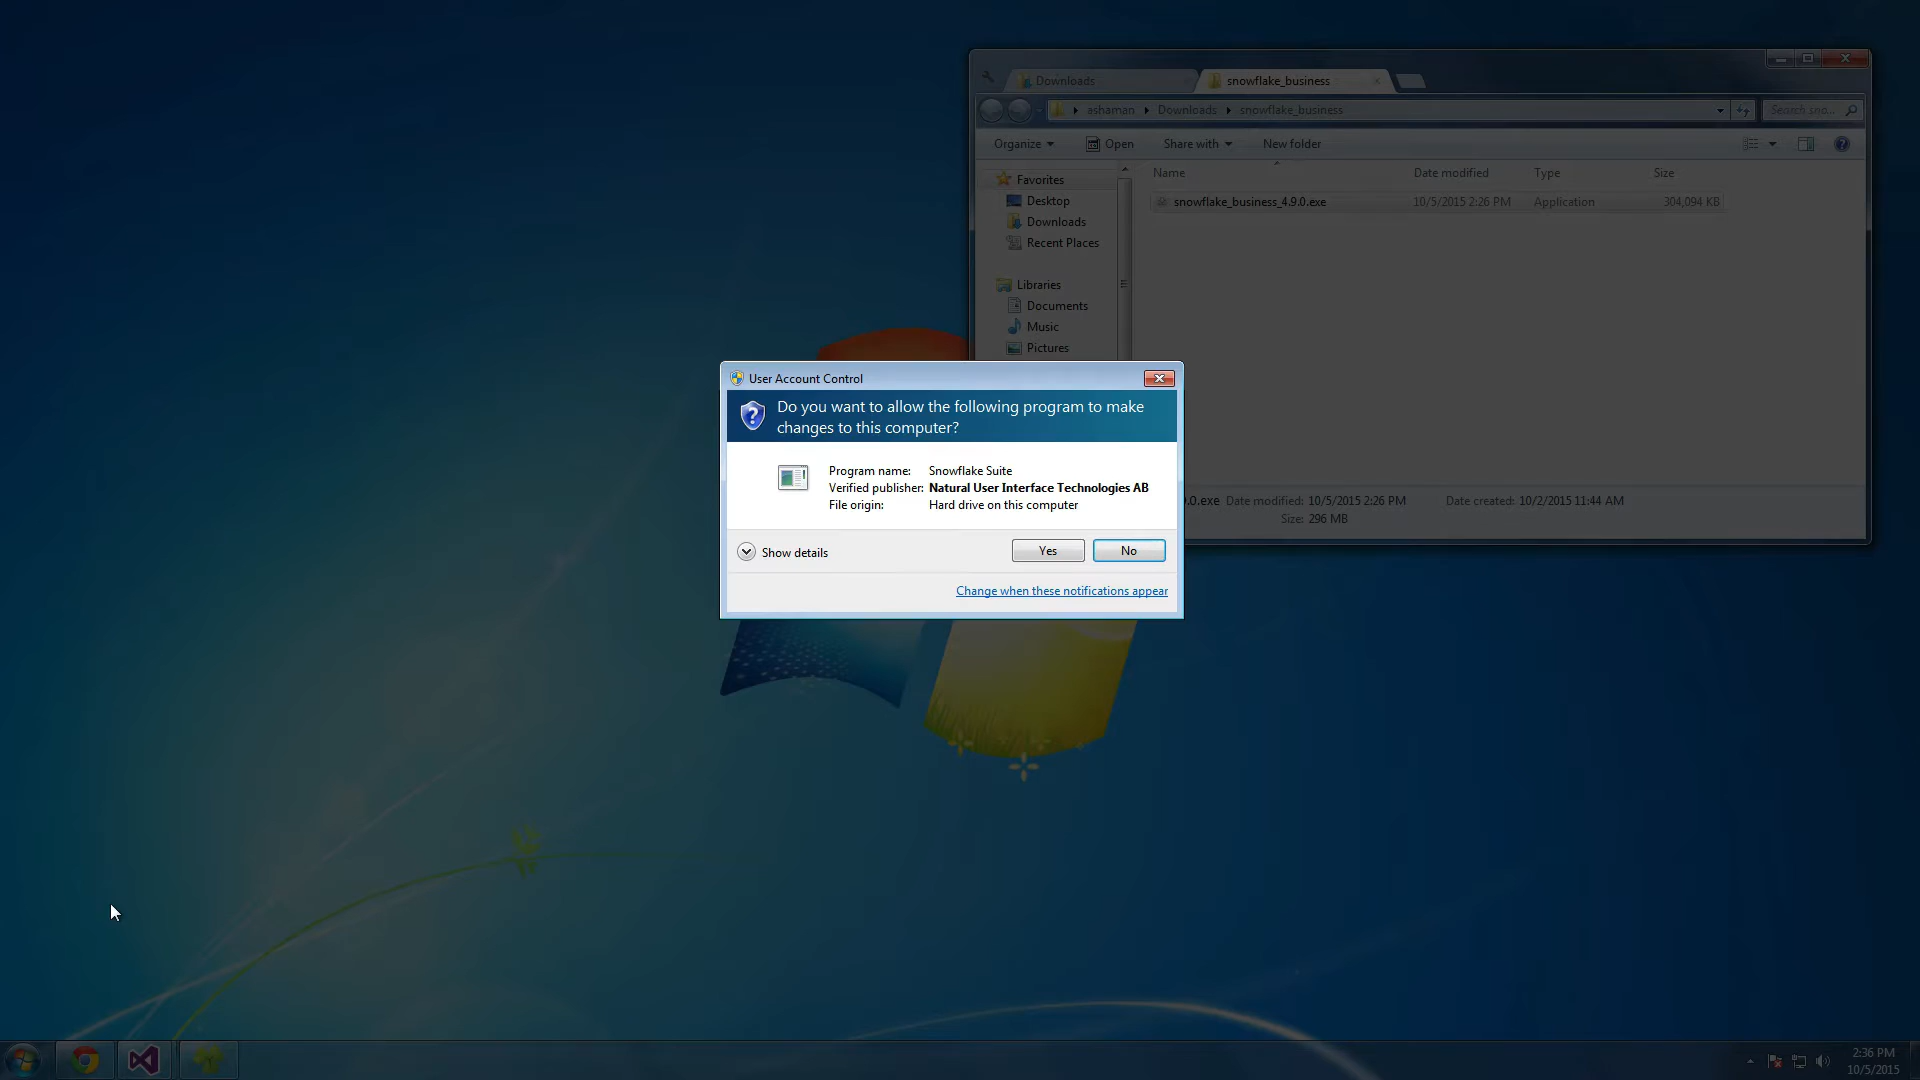 Downloads
snowflake_business
ashaman Downloads snowflake_business
Search sno...
Organize Open Share with New folder
Favorites
Desktop
Downloads
Recent Places
Libraries
Documents
Music
Pictures
Name Date modified Type Size
snowflake_business_4.9.0.exe 10/5/2015 2:26 PM Application 304,094 KB
User Account Control
Do you want to allow the following program to make
changes to this computer?
Program name: Snowflake Suite
Verified publisher: Natural User Interface Technologies AB
File origin: Hard drive on this computer
Show details
Yes No
Change when these notifications appear
.0.exe Date modified: 10/5/2015 2:26 PM Date created: 10/2/2015 11:44 AM
Size: 296 MB
2:36 PM
10/5/2015